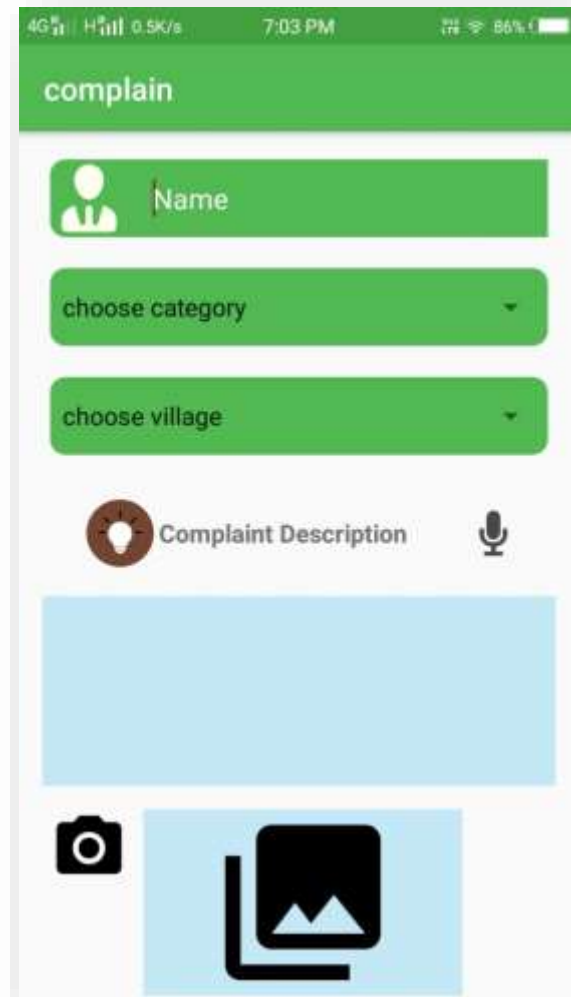 4G H 0.5K/s 7:03 PM 86%
complain
Name
choose category
choose village
Complaint Description